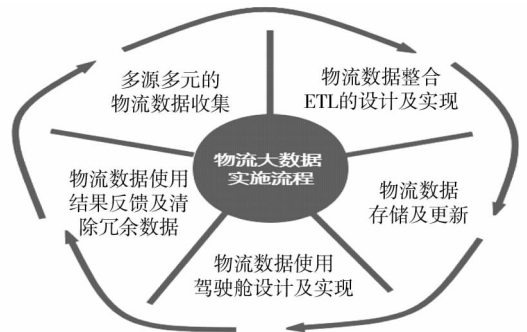 多源多元的
物流数据收集
物流数据整合
ETL的设计及实现
物流大数据
实施流程
物流数据使用
结果反馈及清
除冗余数据
物流数据
存储及更新
物流数据使用
驾驶舱设计及实现